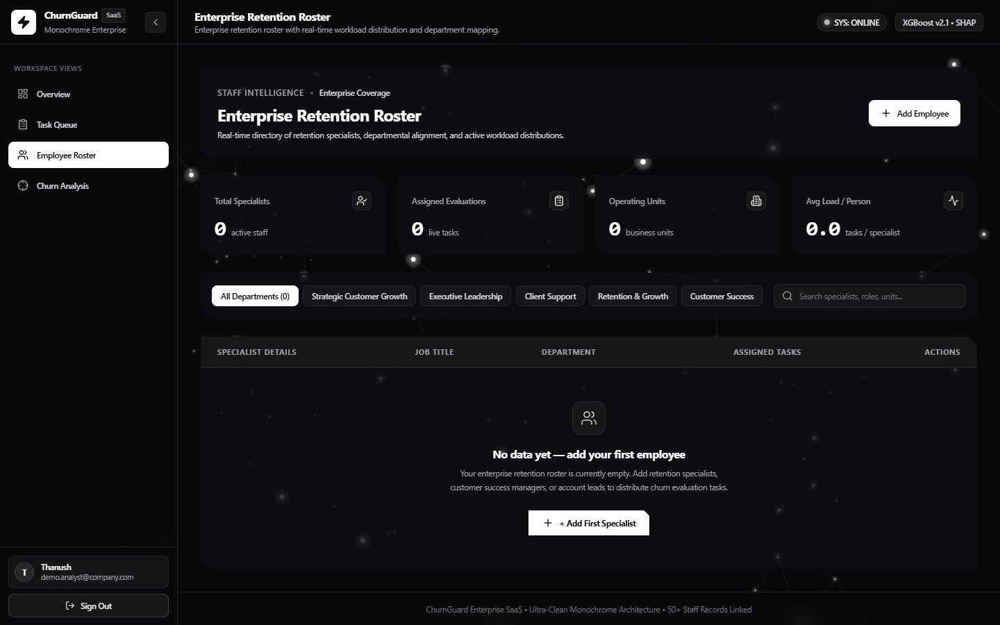 ChurnGuard SaaS
Monochrome Enterprise
Enterprise Retention Roster
Enterprise retention roster with real-time workload distribution and department mapping.
SYS: ONLINE
XGBoost v2.1 • SHAP
WORKSPACE VIEWS
Overview
Task Queue
Employee Roster
Churn Analysis
STAFF INTELLIGENCE • Enterprise Coverage
Enterprise Retention Roster
Real-time directory of retention specialists, departmental alignment, and active workload distributions.
Add Employee
Total Specialists
0 active staff
Assigned Evaluations
0 live tasks
Operating Units
0 business units
Avg Load / Person
0.0 tasks / specialist
All Departments (0)
Strategic Customer Growth
Executive Leadership
Client Support
Retention & Growth
Customer Success
Search specialists, roles, units...
SPECIALIST DETAILS JOB TITLE DEPARTMENT ASSIGNED TASKS ACTIONS
No data yet — add your first employee
Your enterprise retention roster is currently empty. Add retention specialists,
customer success managers, or account leads to distribute churn evaluation tasks.
+ Add First Specialist
T
Thanush
demo.analyst@company.com
Sign Out
ChurnGuard Enterprise SaaS • Ultra-Clean Monochrome Architecture • 50+ Staff Records Linked